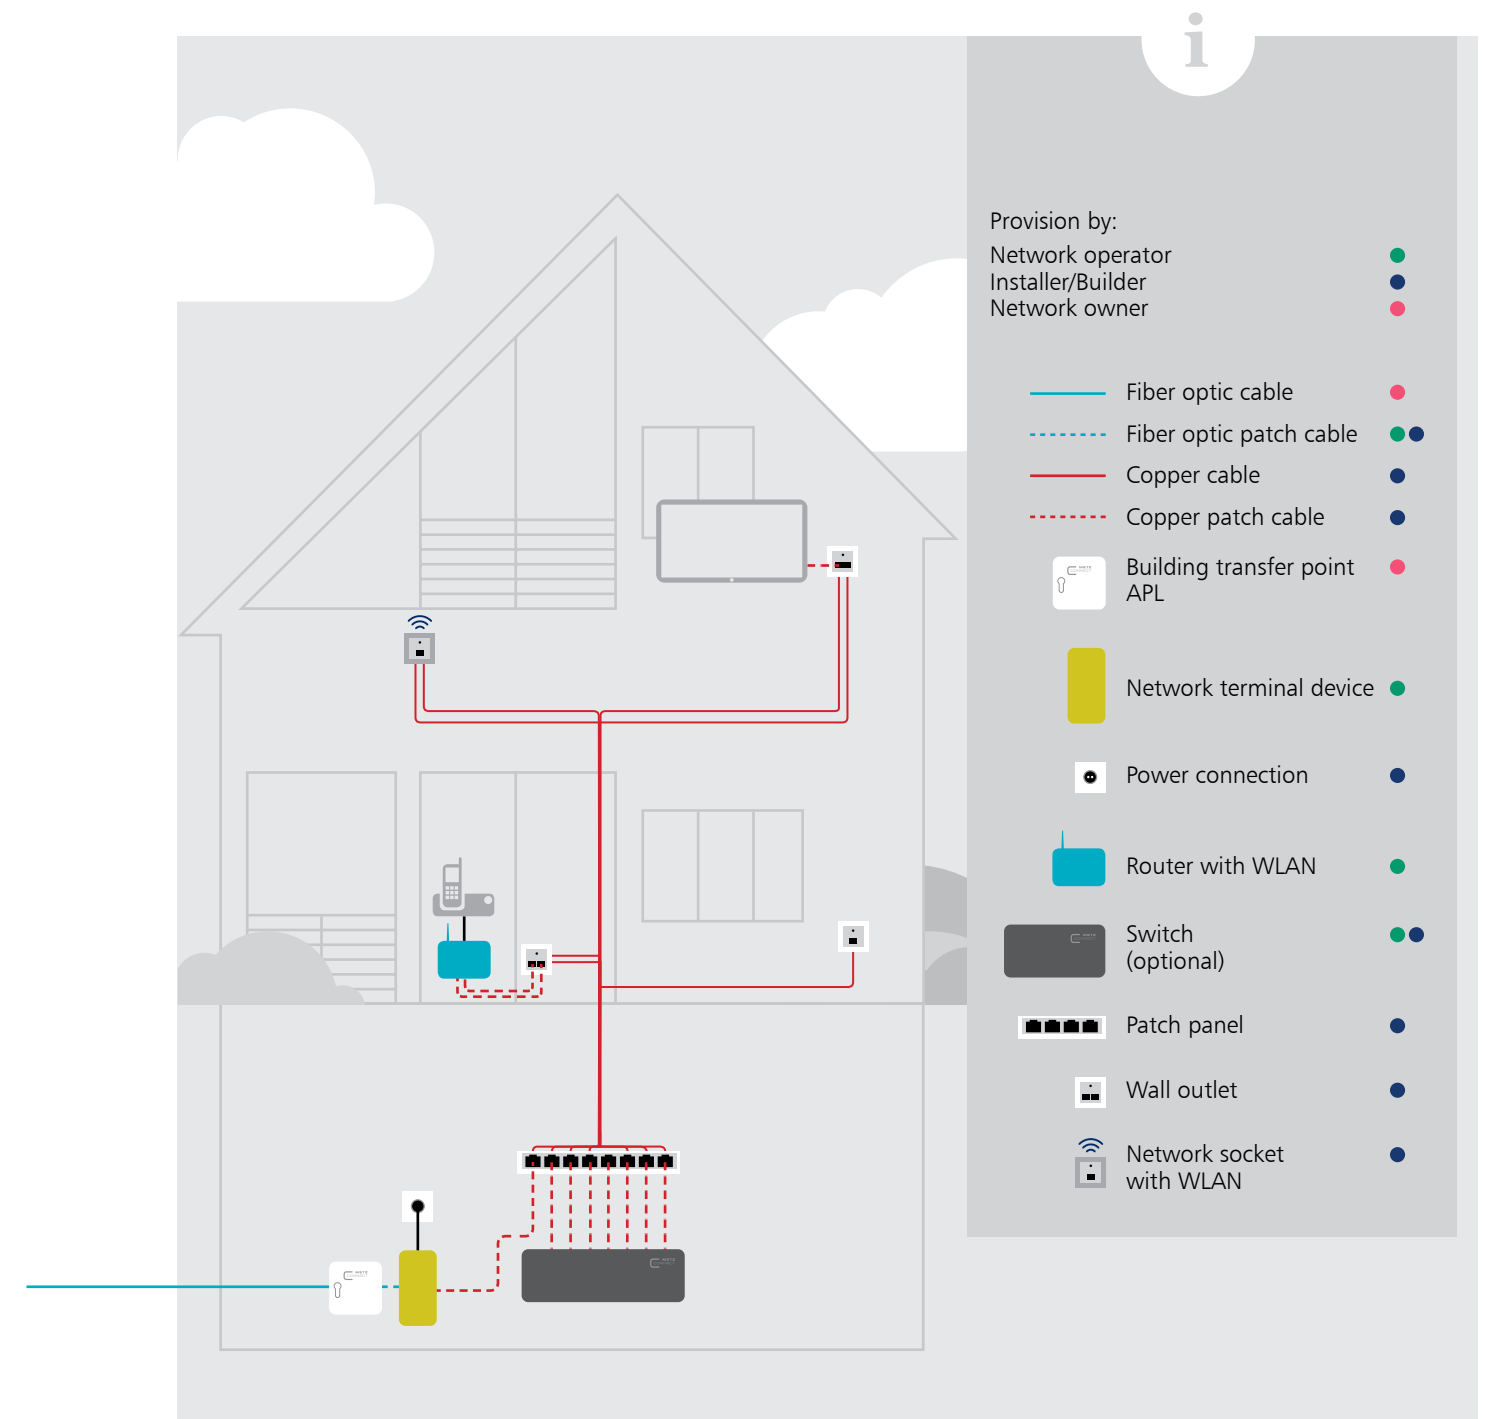 i
Provision by:
Network operator
Installer/Builder
Network owner
Fiber optic cable
Fiber optic patch cable
Copper cable
Copper patch cable
Building transfer point
APL
Network terminal device
Power connection
Router with WLAN
Switch
(optional)
Patch panel
Wall outlet
Network socket
with WLAN